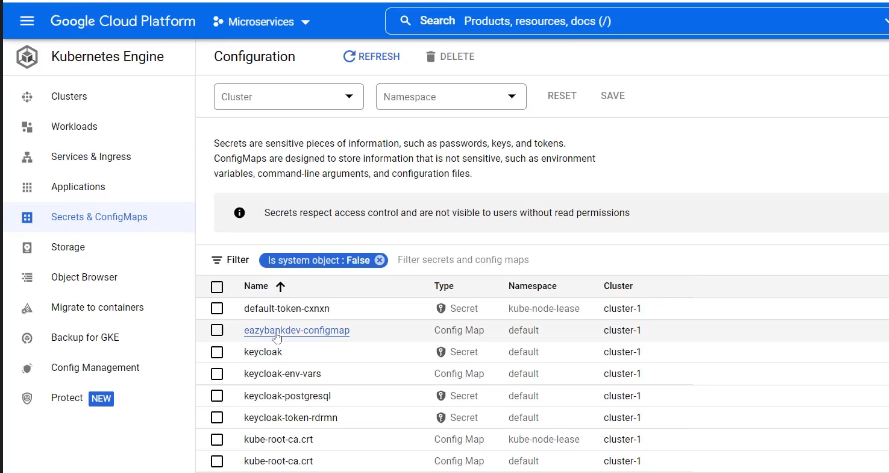 Google Cloud Platform Microservices Search Products, resources, docs (/)
Kubernetes Engine
Configuration REFRESH DELETE
Clusters
Workloads
Services & Ingress
Applications
Secrets & ConfigMaps
Storage
Object Browser
Migrate to containers
Backup for GKE
Config Management
Protect NEW
Cluster Namespace RESET SAVE
Secrets are sensitive pieces of information, such as passwords, keys, and tokens.
ConfigMaps are designed to store information that is not sensitive, such as environment
variables, command-line arguments, and configuration files.
Secrets respect access control and are not visible to users without read permissions
Filter Is system object : False Filter secrets and config maps
Name Type Namespace Cluster
default-token-cxnxn Secret kube-node-lease cluster-1
eazybankdev-configmap Config Map default cluster-1
keycloak Secret default cluster-1
keycloak-env-vars Config Map default cluster-1
keycloak-postgresql Secret default cluster-1
keycloak-token-rdrmn Secret default cluster-1
kube-root-ca.crt Config Map kube-node-lease cluster-1
kube-root-ca.crt Config Map default cluster-1